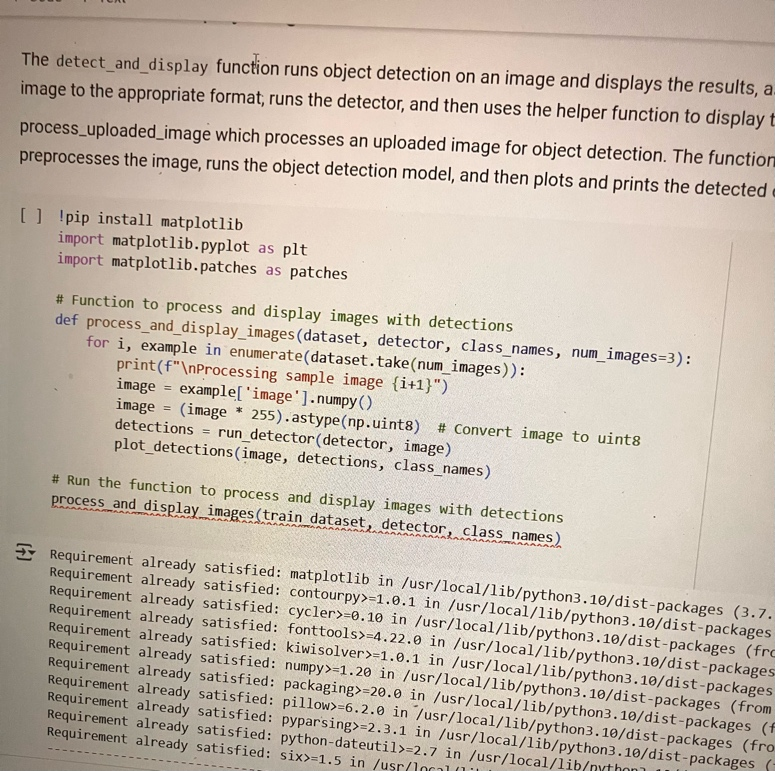 The detect_and_display function runs object detection on an image and displays the results,
image to the appropriate format, runs the detector, and then uses the helper function to display
process_uploaded_image which processes an uploaded image for object detection. The function
preprocesses the image, runs the object detection model, and then plots and prints the detected
[ ] !pip install matplotlib
import matplotlib.pyplot as plt
import matplotlib.patches as patches
# Function to process and display images with detections
def process_and_display_images(dataset, detector, class_names, num_images=3):
for i, example in enumerate(dataset.take(num_images)):
print(f"\nProcessing sample image {i+1}")
image = example['image'].numpy()
image = (image * 255).astype(np.uint8) # Convert image to uint8
detections = run_detector(detector, image)
plot_detections(image, detections, class_names)
# Run the function to process and display images with detections
process_and_display_images(train_dataset, detector, class_names)
Requirement already satisfied: matplotlib in /usr/local/lib/python3.10/dist-packages (3.7.
Requirement already satisfied: contourpy>=1.0.1 in /usr/local/lib/python3.10/dist-packages
Requirement already satisfied: cycler>=0.10 in /usr/local/lib/python3.10/dist-packages (fro
Requirement already satisfied: fonttools>=4.22.0 in /usr/local/lib/python3.10/dist-packages
Requirement already satisfied: kiwisolver>=1.0.1 in /usr/local/lib/python3.10/dist-packages
Requirement already satisfied: numpy>=1.20 in /usr/local/lib/python3.10/dist-packages (from
Requirement already satisfied: packaging>=20.0 in /usr/local/lib/python3.10/dist-packages (f
Requirement already satisfied: pillow>=6.2.0 in /usr/local/lib/python3.10/dist-packages (fro
Requirement already satisfied: pyparsing>=2.3.1 in /usr/local/lib/python3.10/dist-packages
Requirement already satisfied: python-dateutil>=2.7 in /usr/local/lib/python3.10/dist-packages
Requirement already satisfied: six>=1.5 in